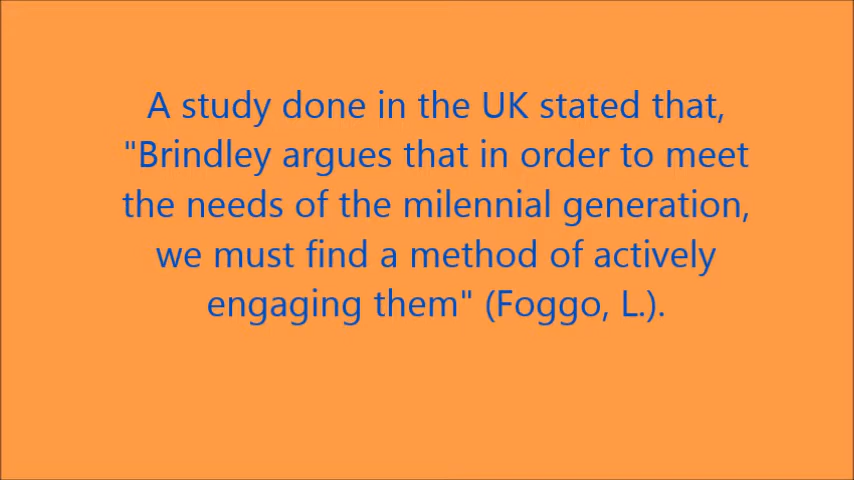 A study done in the UK stated that,
"Brindley argues that in order to meet
the needs of the milennial generation,
we must find a method of actively
engaging them" (Foggo, L.).